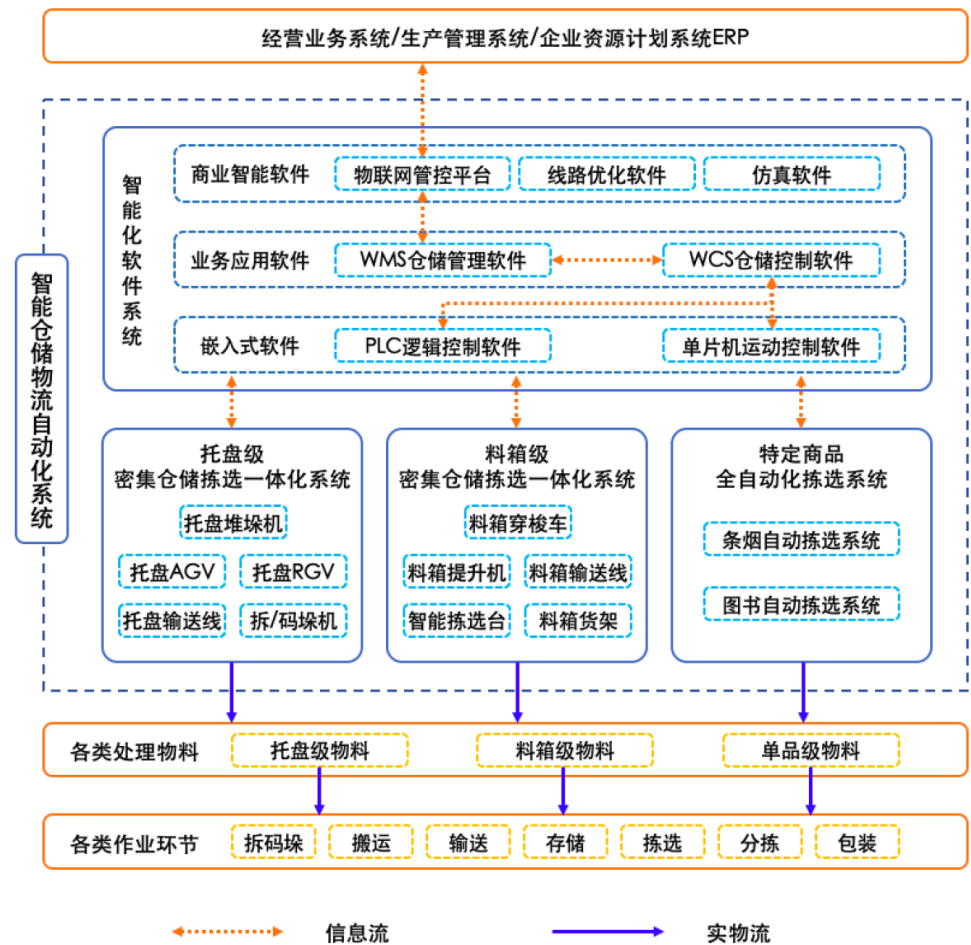 经营业务系统/生产管理系统/企业资源计划系统ERP
智能仓储物流自动化系统
智能化软件系统
商业智能软件 物联网管控平台 线路优化软件 仿真软件
业务应用软件 WMS仓储管理软件 WCS仓储控制软件
嵌入式软件 PLC逻辑控制软件 单片机运动控制软件
托盘级
密集仓储拣选一体化系统
托盘堆垛机
托盘AGV 托盘RGV
托盘输送线 拆/码垛机
料箱级
密集仓储拣选一体化系统
料箱穿梭车
料箱提升机 料箱输送线
智能拣选台 料箱货架
特定商品
全自动化拣选系统
条烟自动拣选系统
图书自动拣选系统
各类处理物料 托盘级物料 料箱级物料 单品级物料
各类作业环节 拆码垛 搬运 输送 存储 拣选 分拣 包装
信息流 实物流